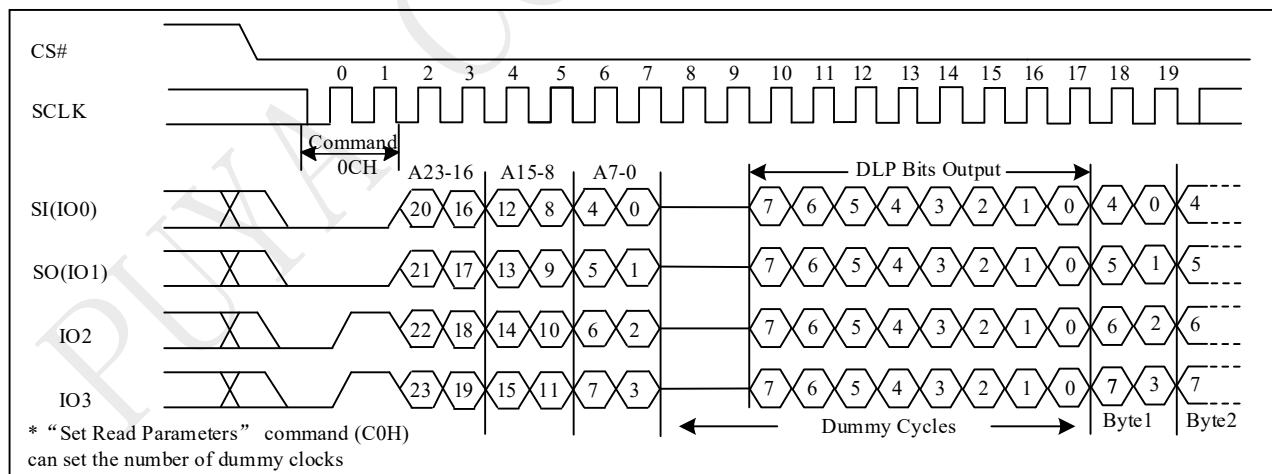 PUYA CO
CS#
0 1 2 3 4 5 6 7 8 9 10 11 12 13 14 15 16 17 18 19
SCLK
Command
0CH
A23-16 A15-8 A7-0 DLP Bits Output
SI(IO0) 20 16 12 8 4 0 7 6 5 4 3 2 1 0 4 0 4
SO(IO1) 21 17 13 9 5 1 7 6 5 4 3 2 1 0 5 1 5
IO2 22 18 14 10 6 2 7 6 5 4 3 2 1 0 6 2 6
IO3 23 19 15 11 7 3 7 6 5 4 3 2 1 0 7 3 7
Dummy Cycles Byte1 Byte2
* “Set Read Parameters” command (C0H)
can set the number of dummy clocks